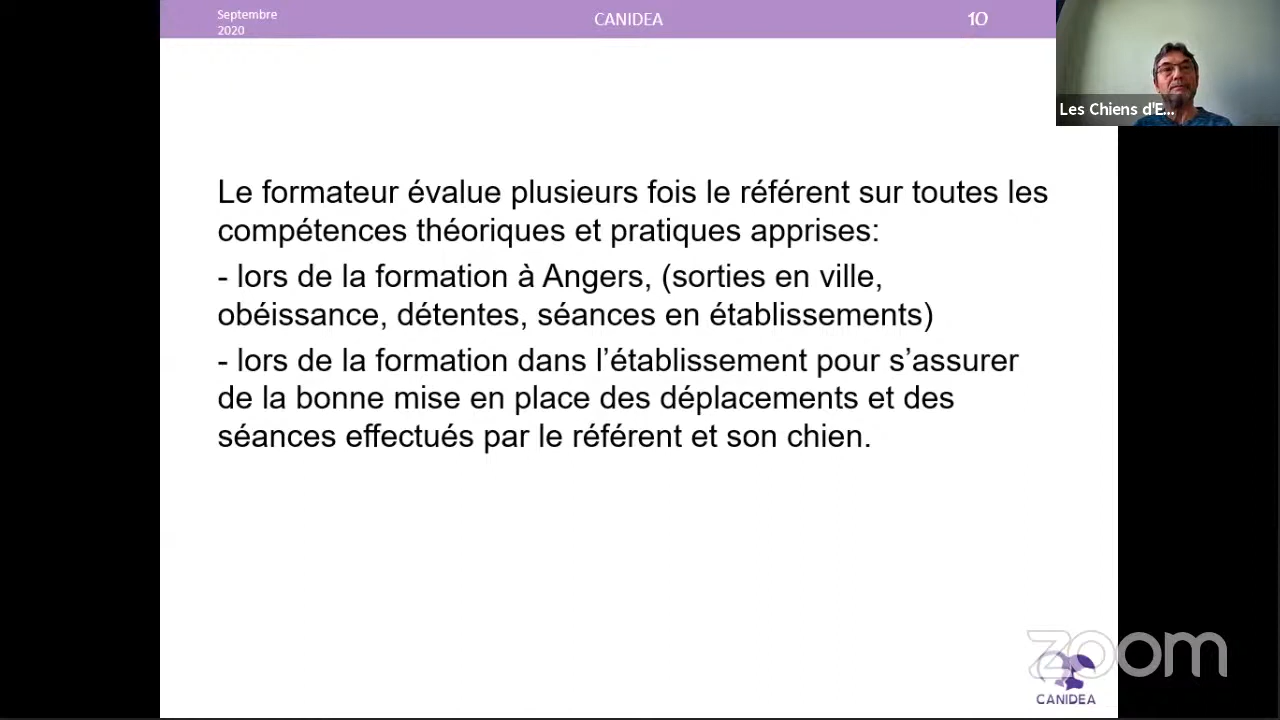 Septembre
2020
CANIDEA
10
Les Chiens d'E...
Le formateur évalue plusieurs fois le référent sur toutes les
compétences théoriques et pratiques apprises:
- lors de la formation à Angers, (sorties en ville,
obéissance, détentes, séances en établissements)
- lors de la formation dans l’établissement pour s’assurer
de la bonne mise en place des déplacements et des
séances effectués par le référent et son chien.
zoom
CANIDEA